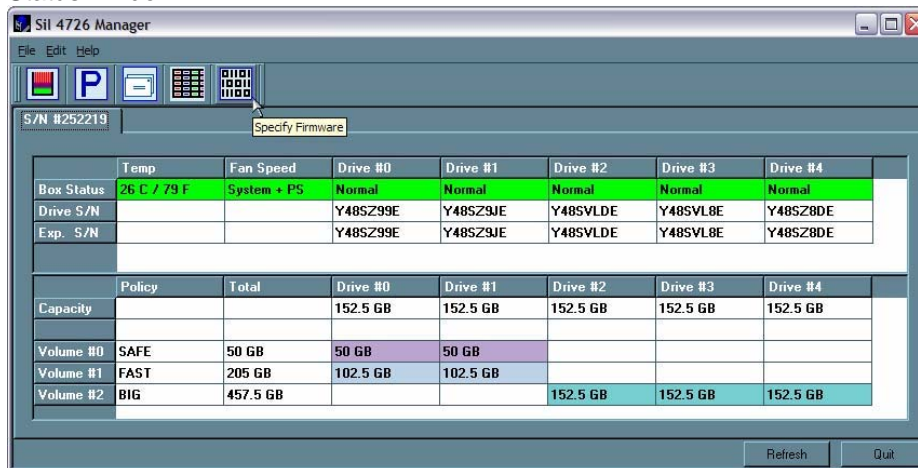 Sil 4726 Manager
File Edit Help
P
S/N #252219
Specify Firmware
Temp Fan Speed Drive #0 Drive #1 Drive #2 Drive #3 Drive #4
Box Status 26 C / 79 F System + PS Normal Normal Normal Normal Normal
Drive S/N Y48SZ99E Y48SZ9JE Y48SVLDE Y48SVL8E Y48SZ8DE
Exp. S/N Y48SZ99E Y48SZ9JE Y48SVLDE Y48SVL8E Y48SZ8DE
Policy Total Drive #0 Drive #1 Drive #2 Drive #3 Drive #4
Capacity 152.5 GB 152.5 GB 152.5 GB 152.5 GB 152.5 GB
Volume #0 SAFE 50 GB 50 GB 50 GB
Volume #1 FAST 205 GB 102.5 GB 102.5 GB
Volume #2 BIG 457.5 GB 152.5 GB 152.5 GB 152.5 GB
Refresh Quit